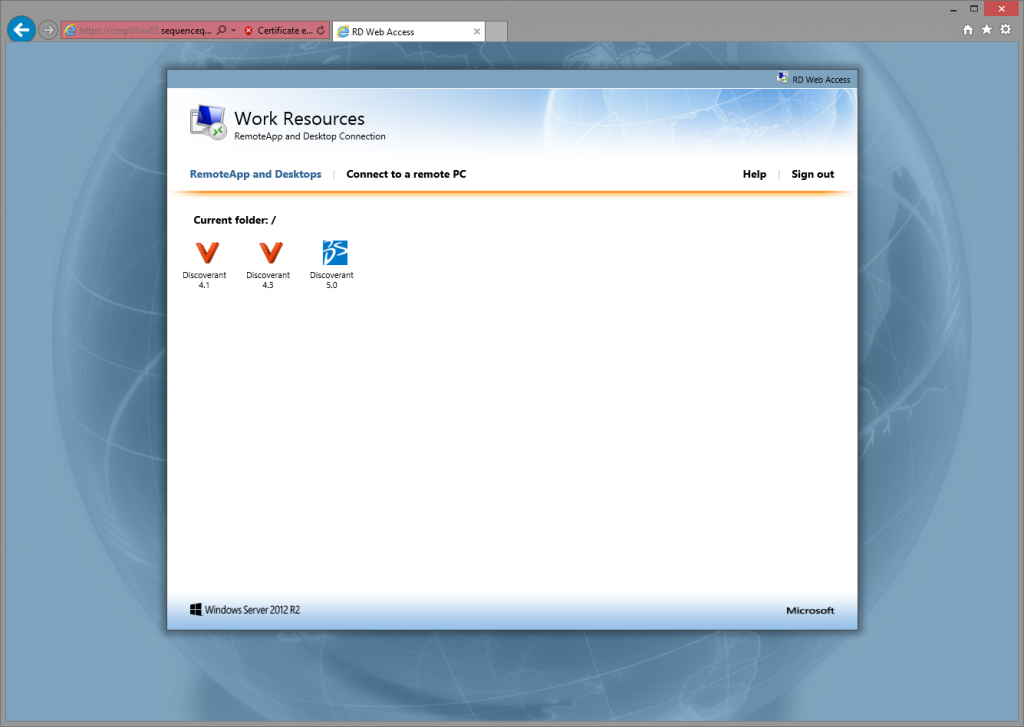 https://corp01vw02.sequenceq... Certificate e... RD Web Access
RD Web Access
Work Resources
RemoteApp and Desktop Connection
RemoteApp and Desktops | Connect to a remote PC Help | Sign out
Current folder: /
Discoverant 4.1
Discoverant 4.3
Discoverant 5.0
Windows Server 2012 R2 Microsoft